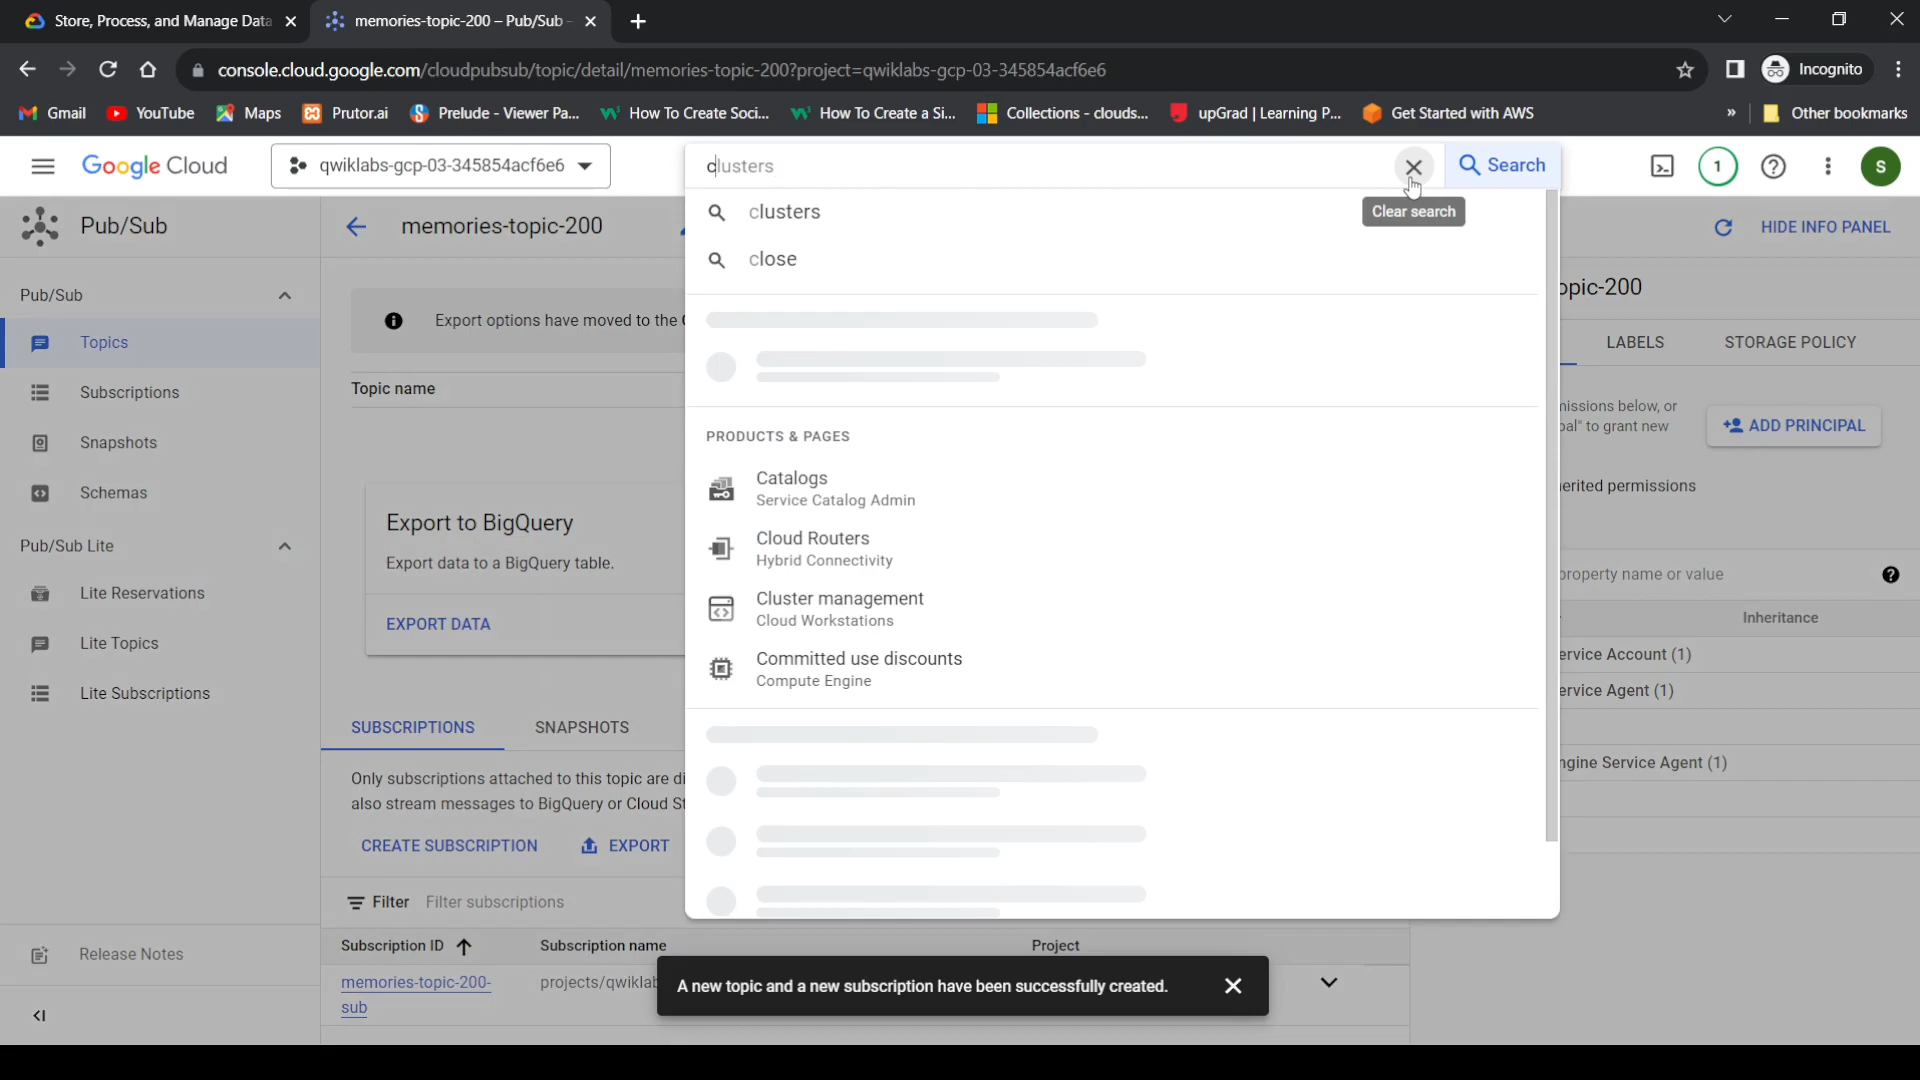 Store, Process, and Manage Data
memories-topic-200 – Pub/Sub –
console.cloud.google.com/cloudpubsub/topic/detail/memories-topic-200?project=qwiklabs-gcp-03-345854acf6e6
Incognito
Gmail
YouTube
Maps
Prutor.ai
Prelude - Viewer Pa...
How To Create Soci...
How To Create a Si...
Collections - clouds...
upGrad | Learning P...
Get Started with AWS
»
Other bookmarks
Google Cloud
qwiklabs-gcp-03-345854acf6e6
clusters
Search
1
S
Clear search
Pub/Sub
memories-topic-200
HIDE INFO PANEL
clusters
close
Pub/Sub
Topics
Subscriptions
Snapshots
Schemas
Pub/Sub Lite
Lite Reservations
Lite Topics
Lite Subscriptions
Release Notes
Export options have moved to the
Topic name
Export to BigQuery
Export data to a BigQuery table.
EXPORT DATA
SUBSCRIPTIONS
SNAPSHOTS
Only subscriptions attached to this topic are di
also stream messages to BigQuery or Cloud St
CREATE SUBSCRIPTION
EXPORT
Filter
Filter subscriptions
Subscription ID
Subscription name
Project
memories-topic-200-
sub
projects/qwiklab
PRODUCTS & PAGES
Catalogs
Service Catalog Admin
Cloud Routers
Hybrid Connectivity
Cluster management
Cloud Workstations
Committed use discounts
Compute Engine
A new topic and a new subscription have been successfully created.
opic-200
LABELS
STORAGE POLICY
missions below, or
pal" to grant new
ADD PRINCIPAL
erited permissions
property name or value
Inheritance
ervice Account (1)
ervice Agent (1)
ngine Service Agent (1)